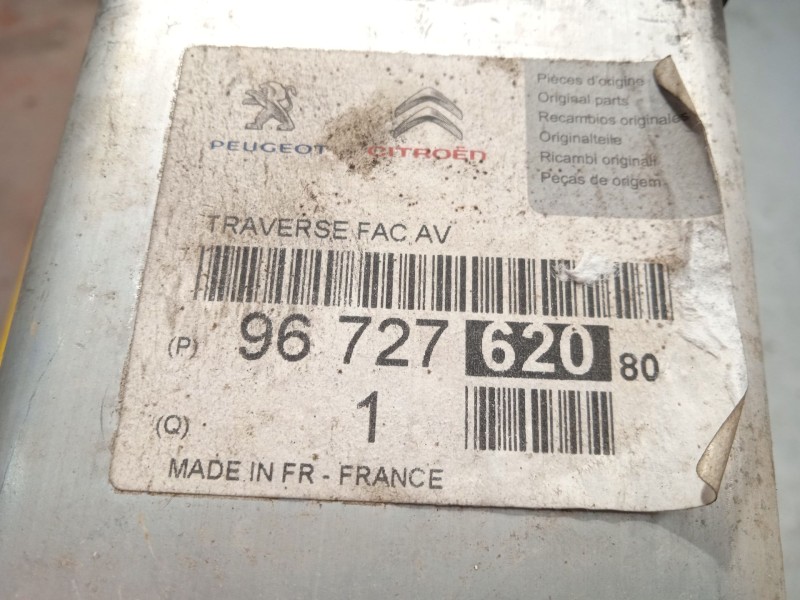 PEUGEOT CITROËN
Pièces d'origine
Original parts
Recambios originales
Originalteile
Ricambi originali
Peças de origem
TRAVERSE FAC AV
(P) 96 727 620 80
(Q) 1
MADE IN FR - FRANCE